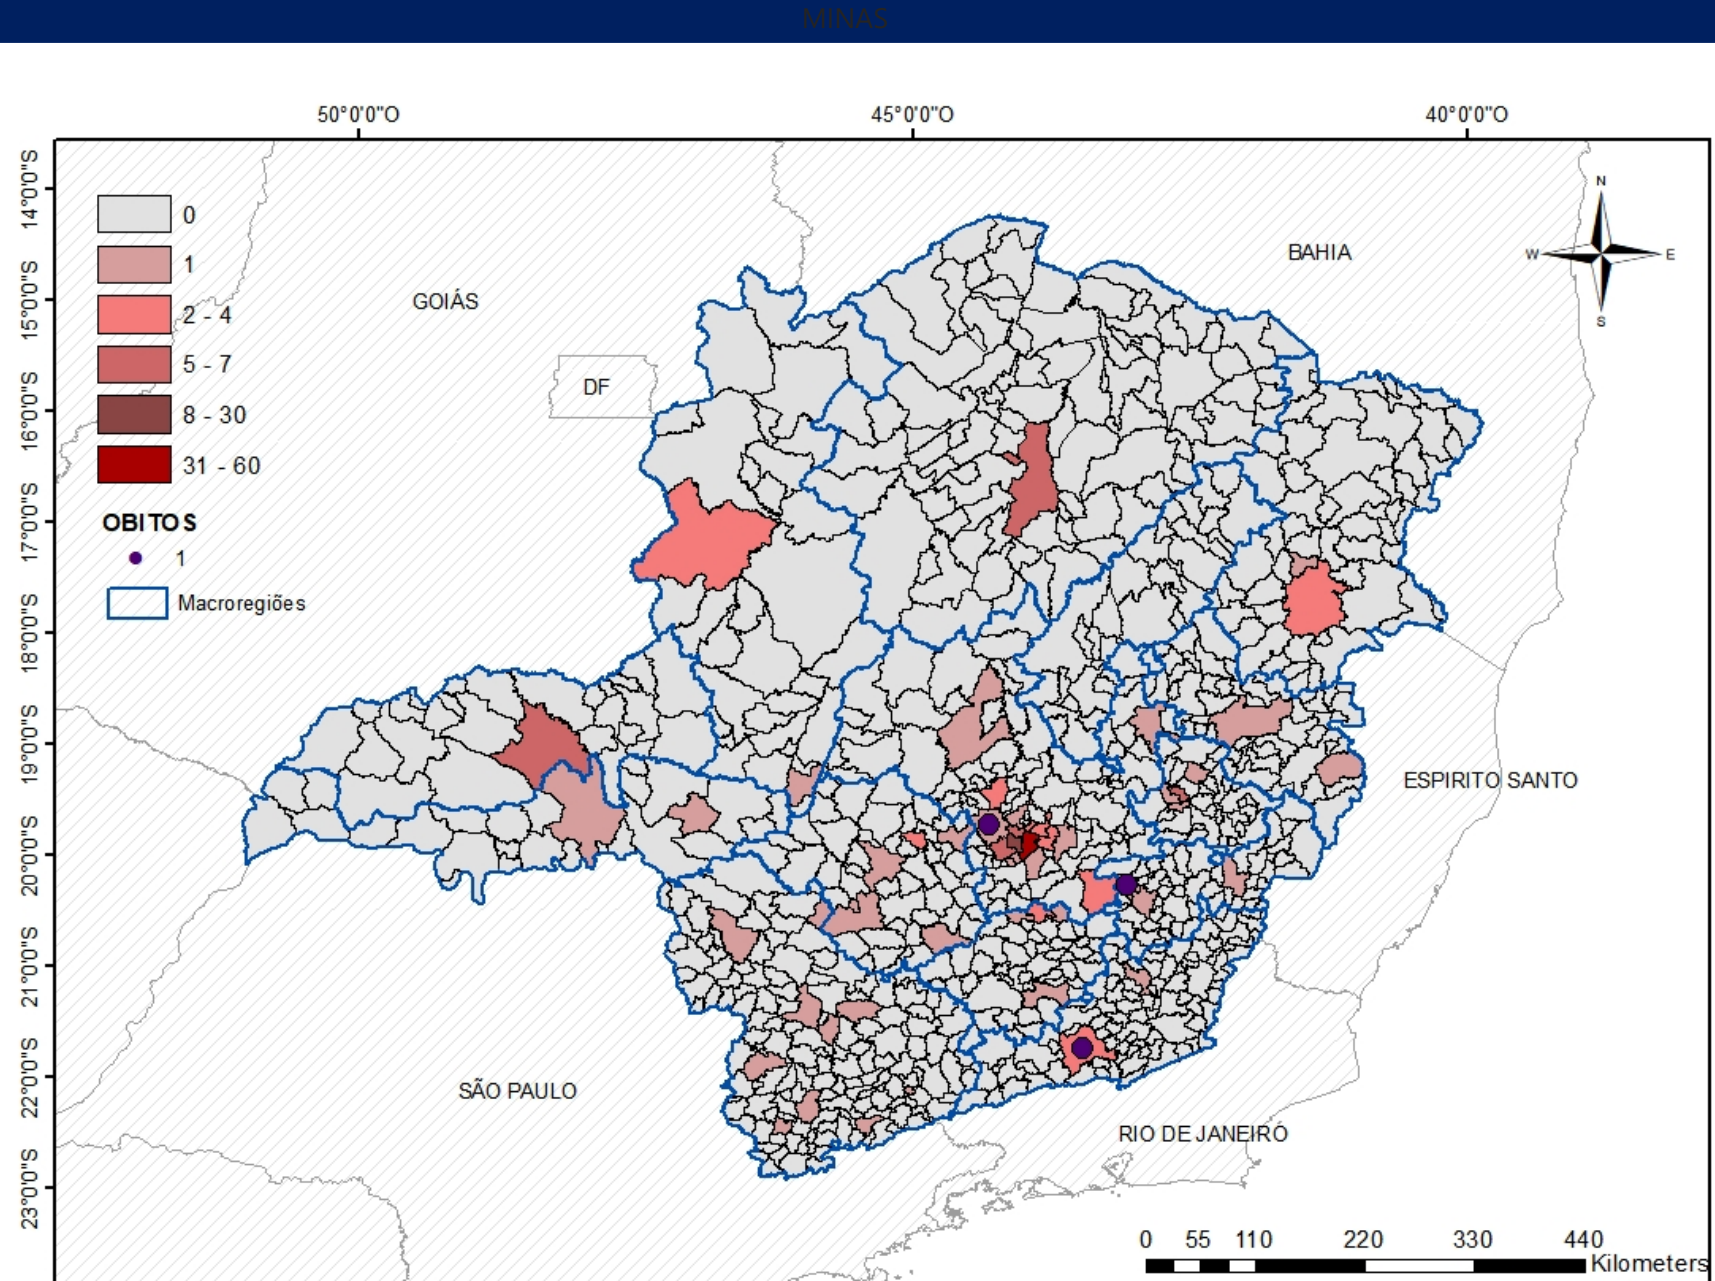 MINAS
50°0'0"O
45°0'0"O
40°0'0"O
14°0'0"S
15°0'0"S
16°0'0"S
17°0'0"S
18°0'0"S
19°0'0"S
20°0'0"S
21°0'0"S
22°0'0"S
23°0'0"S
0
1
2 - 4
5 - 7
8 - 30
31 - 60
OBITOS
1
Macroregiões
GOIÁS
DF
BAHIA
N
W
E
S
ESPIRITO SANTO
SÃO PAULO
RIO DE JANEIRO
0 55 110 220 330 440
Kilometers